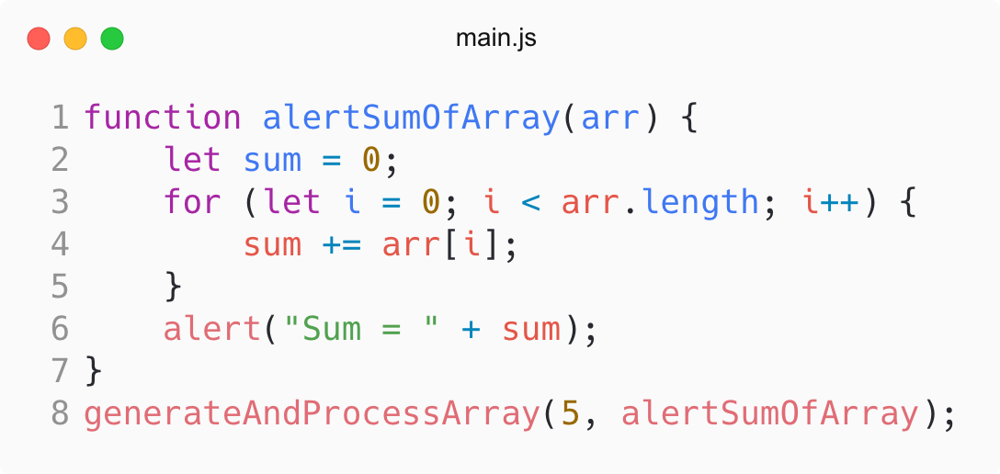 main.js
1 function alertSumOfArray(arr) {
2     let sum = 0;
3     for (let i = 0; i < arr.length; i++) {
4         sum += arr[i];
5     }
6     alert("Sum = " + sum);
7 }
8 generateAndProcessArray(5, alertSumOfArray);